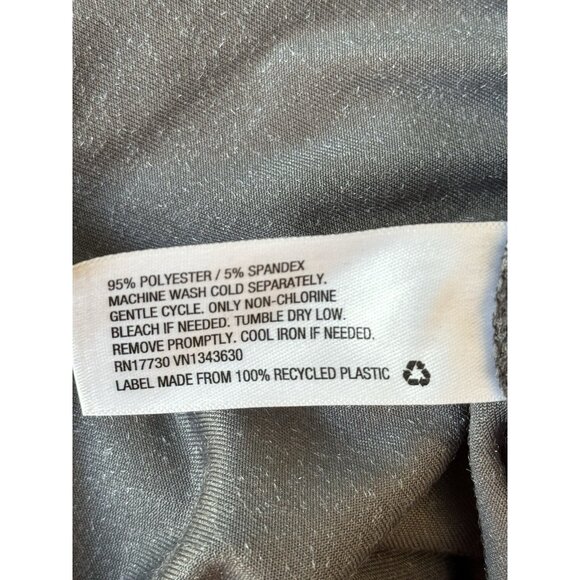 95% POLYESTER / 5% SPANDEX
MACHINE WASH COLD SEPARATELY.
GENTLE CYCLE. ONLY NON-CHLORINE
BLEACH IF NEEDED. TUMBLE DRY LOW.
REMOVE PROMPTLY. COOL IRON IF NEEDED.
RN17730 VN1343630
LABEL MADE FROM 100% RECYCLED PLASTIC